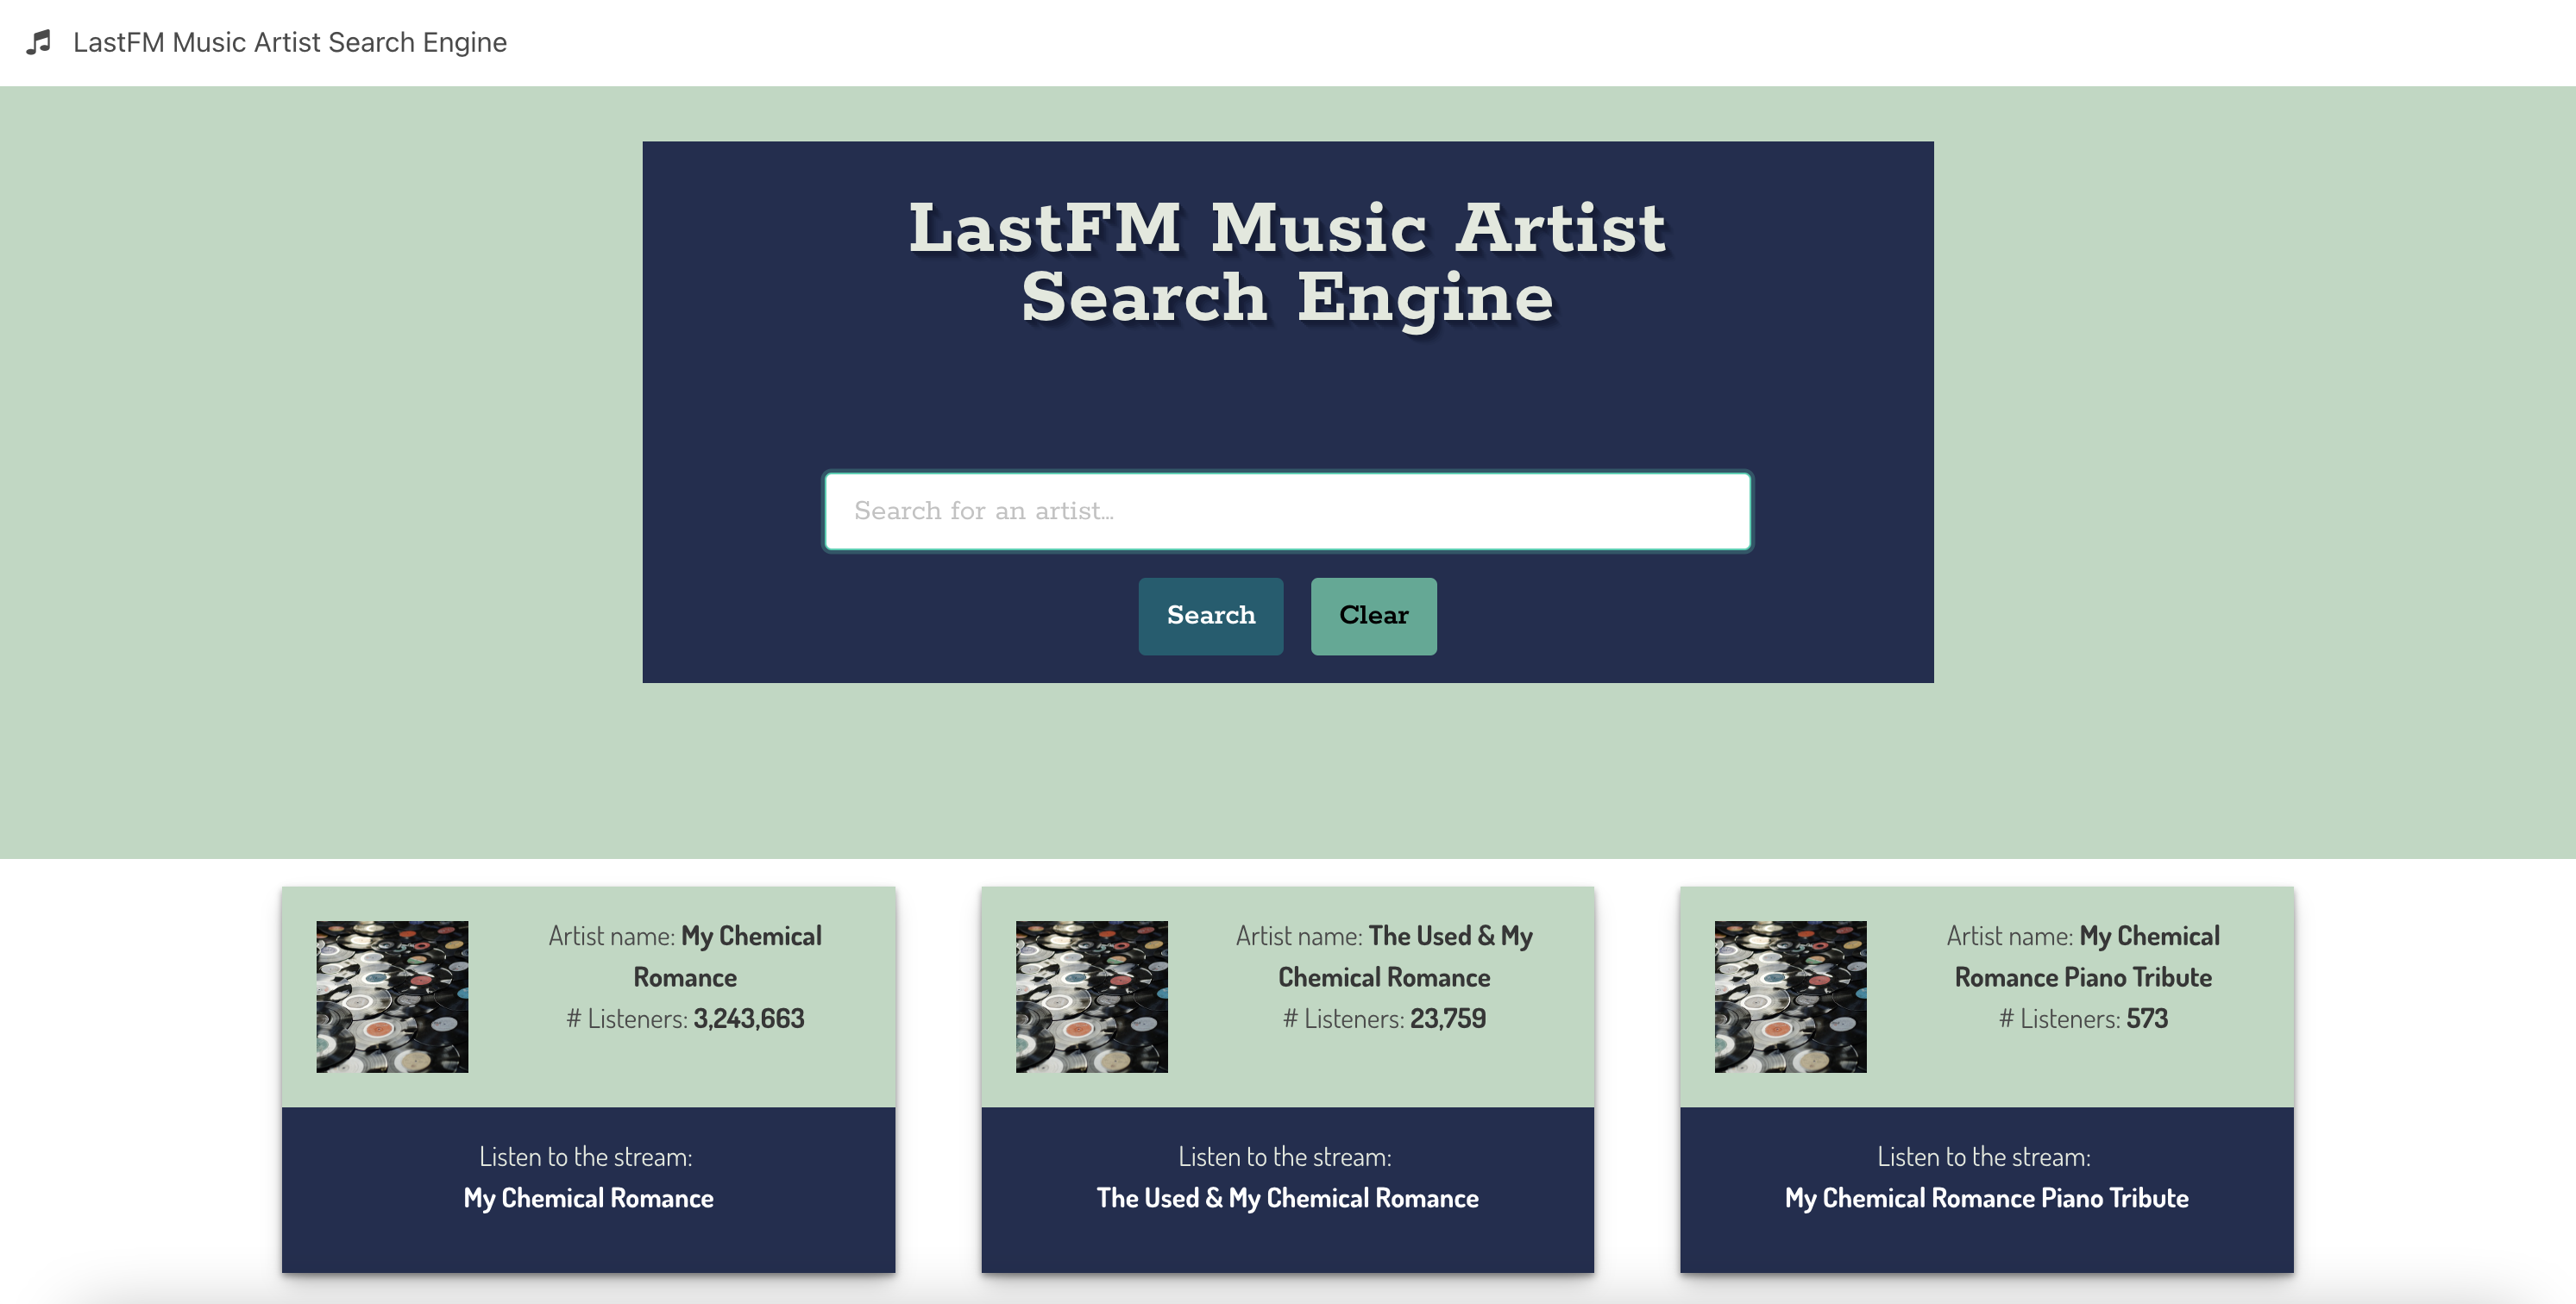 LastFM Music Artist Search Engine
LastFM Music Artist
Search Engine
Search for an artist...
Search
Clear
Artist name: My Chemical
Romance
# Listeners: 3,243,663
Listen to the stream:
My Chemical Romance
Artist name: The Used & My
Chemical Romance
# Listeners: 23,759
Listen to the stream:
The Used & My Chemical Romance
Artist name: My Chemical
Romance Piano Tribute
# Listeners: 573
Listen to the stream:
My Chemical Romance Piano Tribute